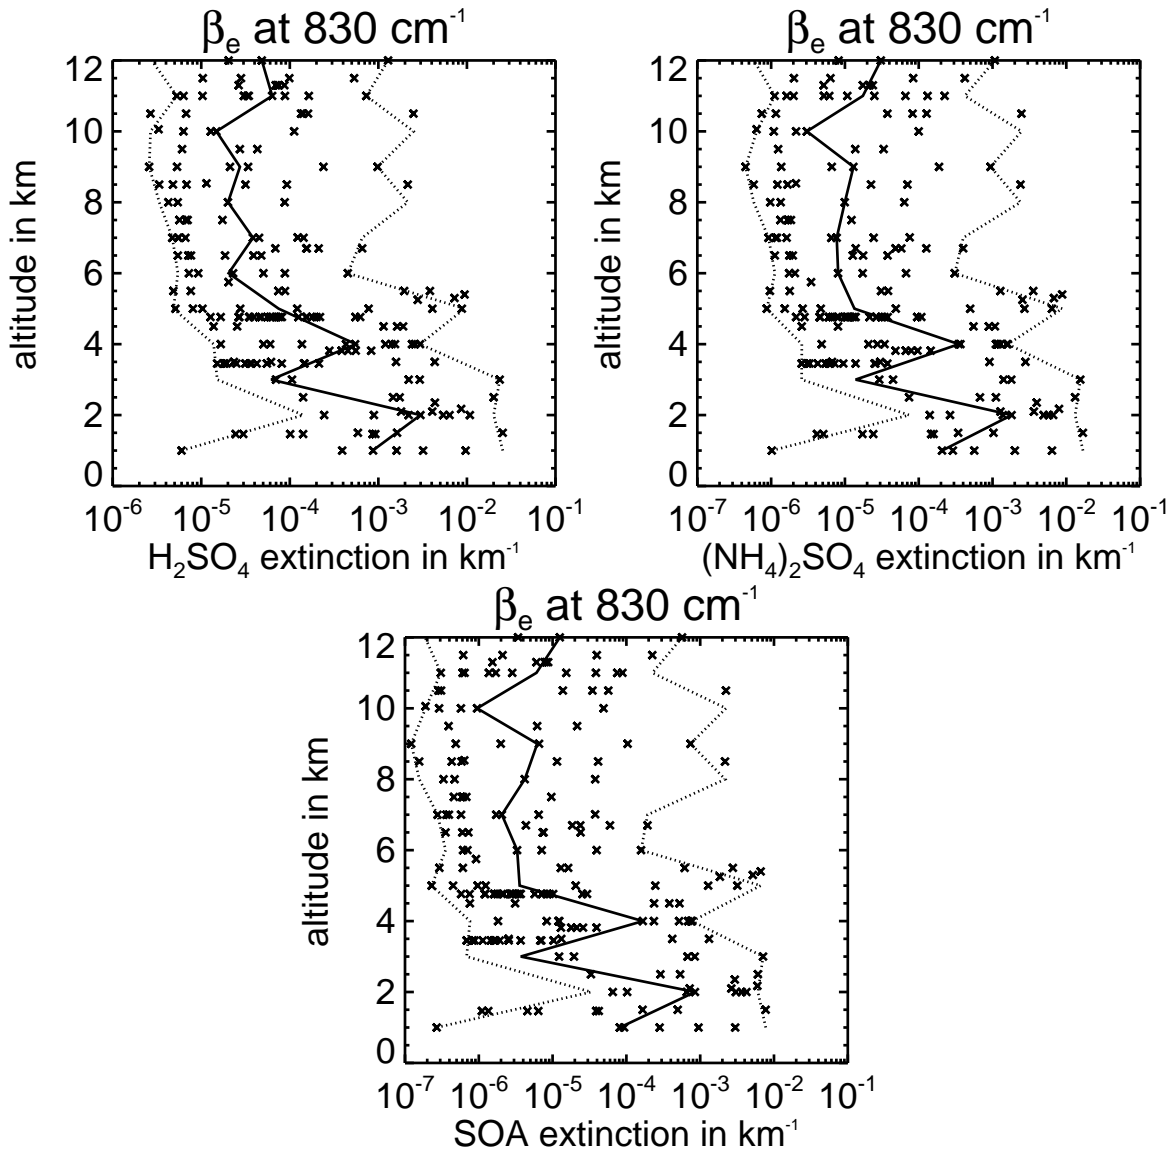 βₑ at 830 cm⁻¹
12
10
8
6
4
2
0
altitude in km
10⁻⁶ 10⁻⁵ 10⁻⁴ 10⁻³ 10⁻² 10⁻¹
H₂SO₄ extinction in km⁻¹
βₑ at 830 cm⁻¹
12
10
8
6
4
2
0
altitude in km
10⁻⁷ 10⁻⁶ 10⁻⁵ 10⁻⁴ 10⁻³ 10⁻² 10⁻¹
(NH₄)₂SO₄ extinction in km⁻¹
βₑ at 830 cm⁻¹
12
10
8
6
4
2
0
altitude in km
10⁻⁷ 10⁻⁶ 10⁻⁵ 10⁻⁴ 10⁻³ 10⁻² 10⁻¹
SOA extinction in km⁻¹